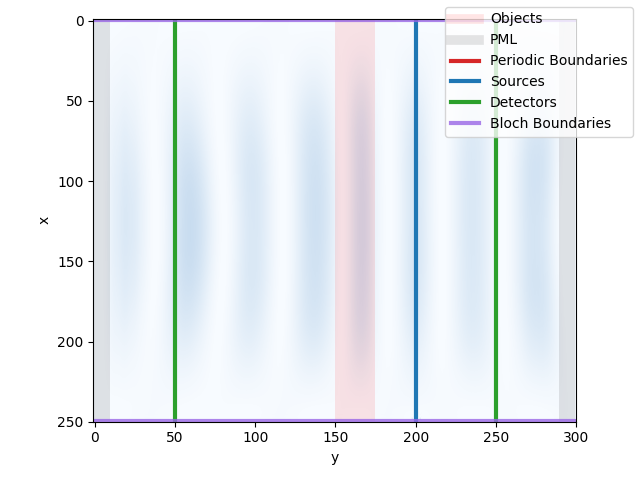 Objects
PML
Periodic Boundaries
Sources
Detectors
Bloch Boundaries
0
50
100
150
200
250
x
0
50
100
150
200
250
300
y